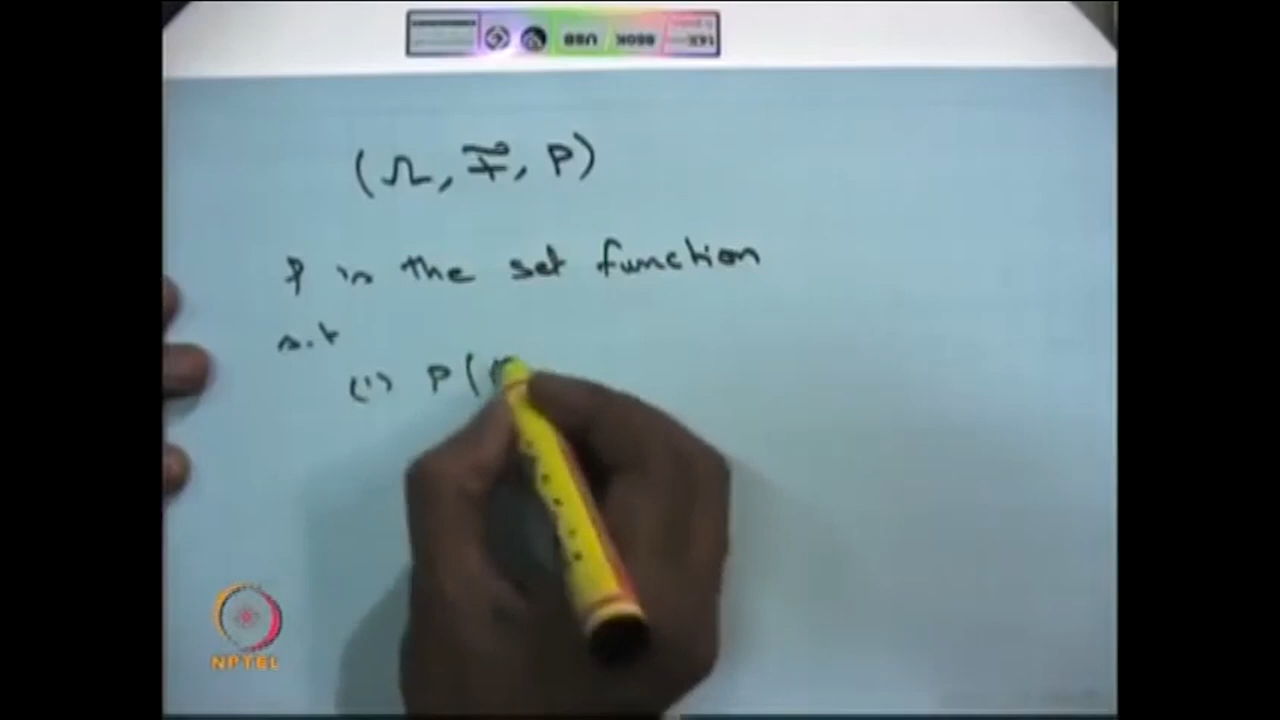 (Ω, F, P)
P is the set function
s.t
(i) P(
NPTEL